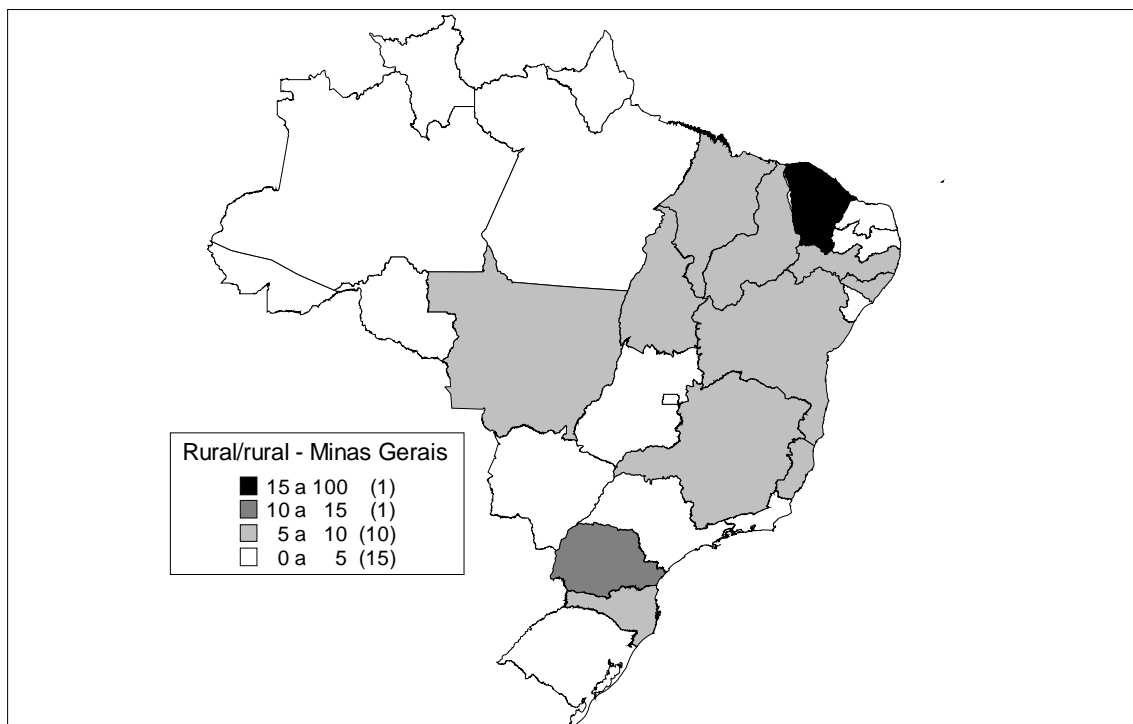 Rural/rural - Minas Gerais
15 a 100 (1)
10 a 15 (1)
5 a 10 (10)
0 a 5 (15)